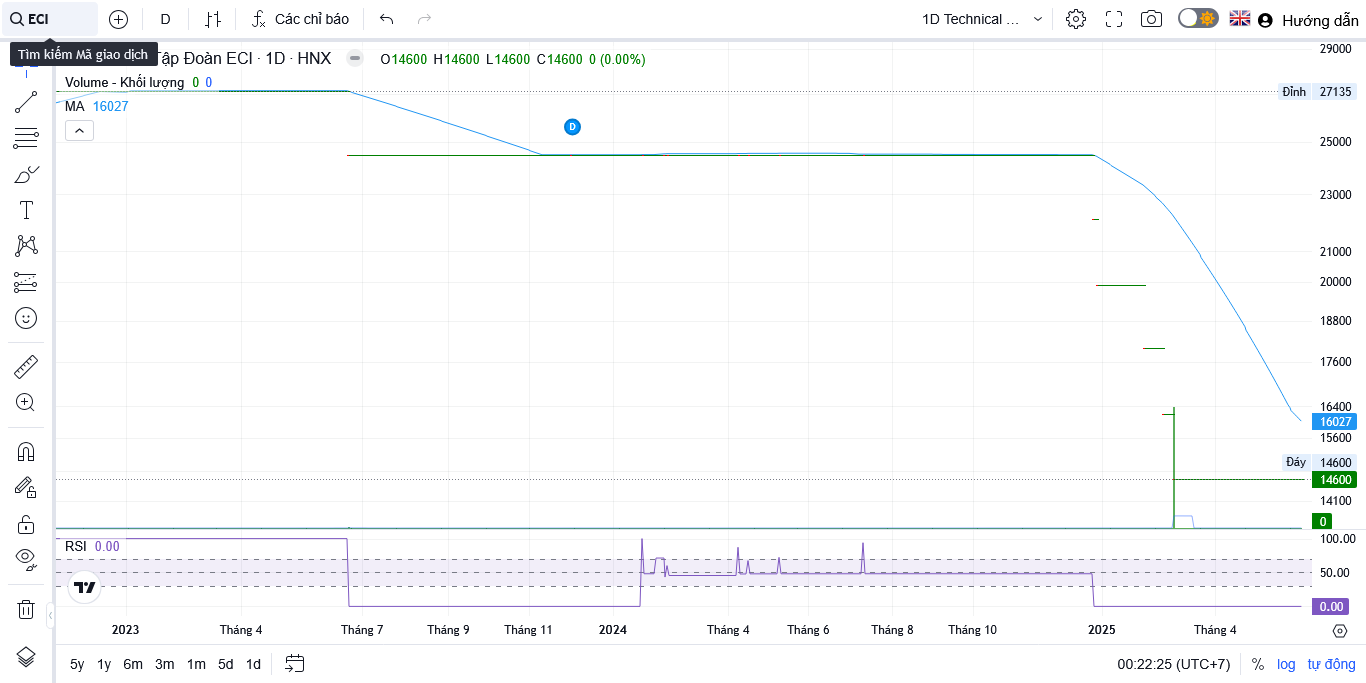 ECI
D
Các chỉ báo
1D Technical ...
Hướng dẫn
Tìm kiếm Mã giao dịch
Tập Đoàn ECI · 1D · HNX
O14600 H14600 L14600 C14600 0 (0.00%)
Volume - Khối lượng 0 0
MA 16027
D
29000
Đỉnh 27135
25000
23000
21000
20000
18800
17600
16400
16027
15600
Đáy 14600
14600
14100
0
RSI 0.00
100.00
50.00
0.00
2023 Tháng 4 Tháng 7 Tháng 9 Tháng 11 2024 Tháng 4 Tháng 6 Tháng 8 Tháng 10 2025 Tháng 4
5y 1y 6m 3m 1m 5d 1d
00:22:25 (UTC+7) % log tự động